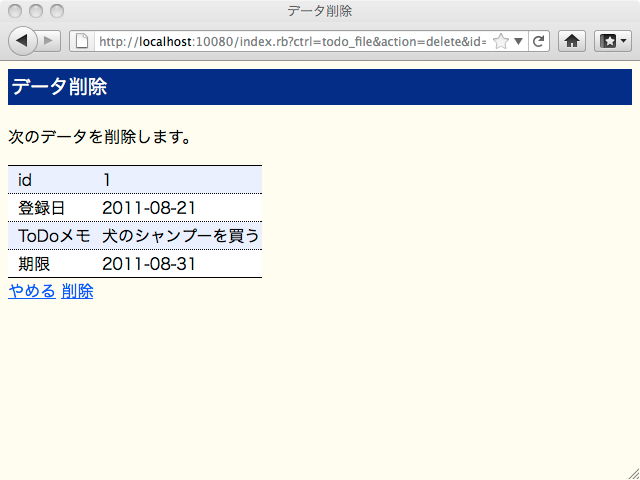 データ削除
http://localhost:10080/index.rb?ctrl=todo_file&action=delete&id=
データ削除
次のデータを削除します。
id 1
登録日 2011-08-21
ToDoメモ 犬のシャンプーを買う
期限 2011-08-31
やめる 削除